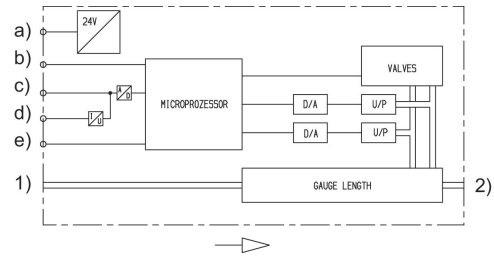 a)
24V
b)
c)
A/D
d)
I/U
e)
MICROPROZESSOR
VALVES
D/A
U/P
D/A
U/P
1)
GAUGE LENGTH
2)